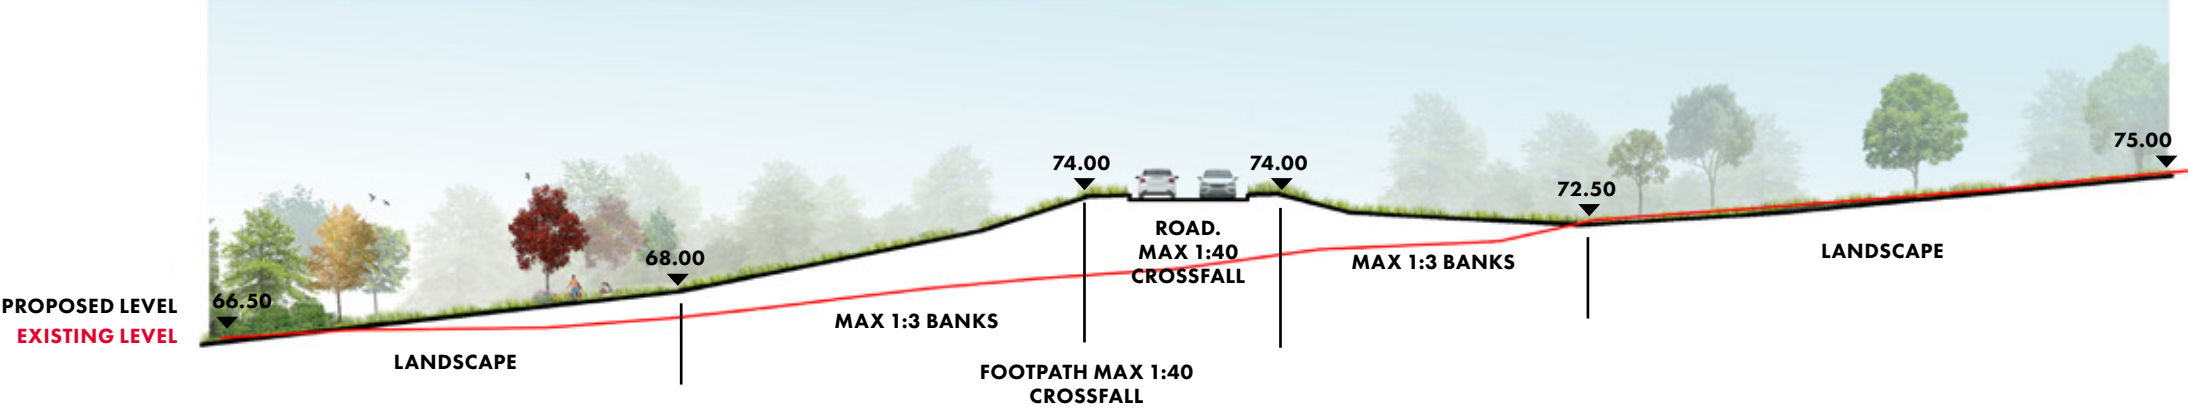 75.00
74.00
74.00
72.50
68.00
66.50
PROPOSED LEVEL
EXISTING LEVEL
ROAD.
MAX 1:40
CROSSFALL
MAX 1:3 BANKS
LANDSCAPE
MAX 1:3 BANKS
LANDSCAPE
FOOTPATH MAX 1:40
CROSSFALL